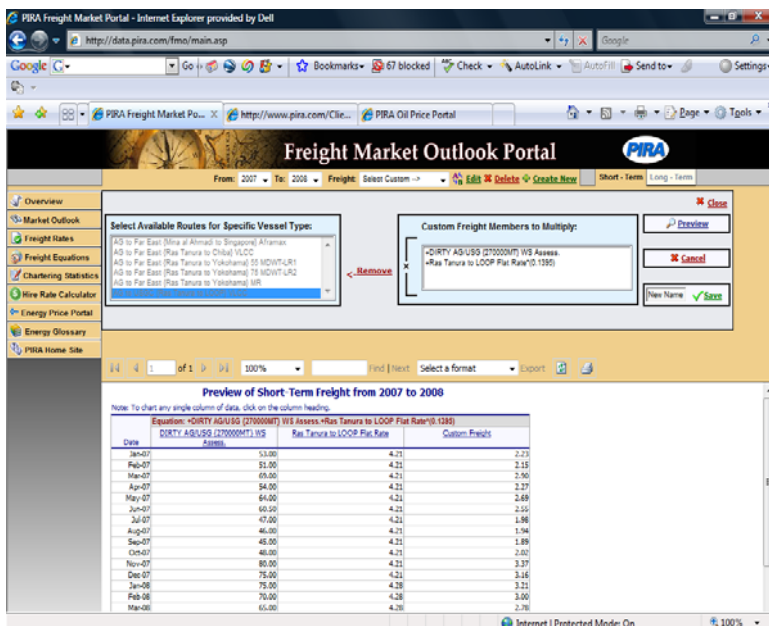 PIRA Freight Market Portal - Internet Explorer provided by Dell
http://data.pira.com/fmo/main.asp
Google
Google G Go Bookmarks 67 blocked Check AutoLink AutoFill Send to Settings
PIRA Freight Market Po... X http://www.pira.com/Clie... PIRA Oil Price Portal Page Tools
Freight Market Outlook Portal PIRA
From: 2007 To: 2008 Freight: Select Custom --> Edit Delete Create New Short - Term Long - Term
Overview
Market Outlook
Freight Rates
Freight Equations
Chartering Statistics
Hire Rate Calculator
Energy Price Portal
Energy Glossary
PIRA Home Site
Close
Select Available Routes for Specific Vessel Type:
AG to Far East (Mina al Ahmadi to Singapore) Aframax
AG to Far East (Ras Tanura to Chiba) VLCC
AG to Far East (Ras Tanura to Yokohama) 55 MDWT-LR1
AG to Far East (Ras Tanura to Yokohama) 75 MDWT-LR2
AG to Far East (Ras Tanura to Yokohama) MR
<-Remove
Custom Freight Members to Multiply:
x
+DIRTY AG/USG (270000MT) WS Assess.
+Ras Tanura to LOOP Flat Rate*(0.1395)
Preview
Cancel
New Name Save
1 of 1 100% Find | Next Select a format Export
Preview of Short-Term Freight from 2007 to 2008
Note: To chart any single column of data, click on the column heading.
Equation: +DIRTY AG/USG (270000MT) WS Assess.+Ras Tanura to LOOP Flat Rate*(0.1395)
Date DIRTY AG/USG (270000MT) WS Assess. Ras Tanura to LOOP Flat Rate Custom Freight
Jan-07 53.00 4.21 2.23
Feb-07 51.00 4.21 2.15
Mar-07 69.00 4.21 2.90
Apr-07 54.00 4.21 2.27
May-07 64.00 4.21 2.69
Jun-07 60.50 4.21 2.55
Jul-07 47.00 4.21 1.98
Aug-07 46.00 4.21 1.94
Sep-07 45.00 4.21 1.89
Oct-07 48.00 4.21 2.02
Nov-07 80.00 4.21 3.37
Dec-07 75.00 4.21 3.16
Jan-08 75.00 4.28 3.21
Feb-08 70.00 4.28 3.00
Mar-08 65.00 4.28 2.78
Internet | Protected Mode: On 100%